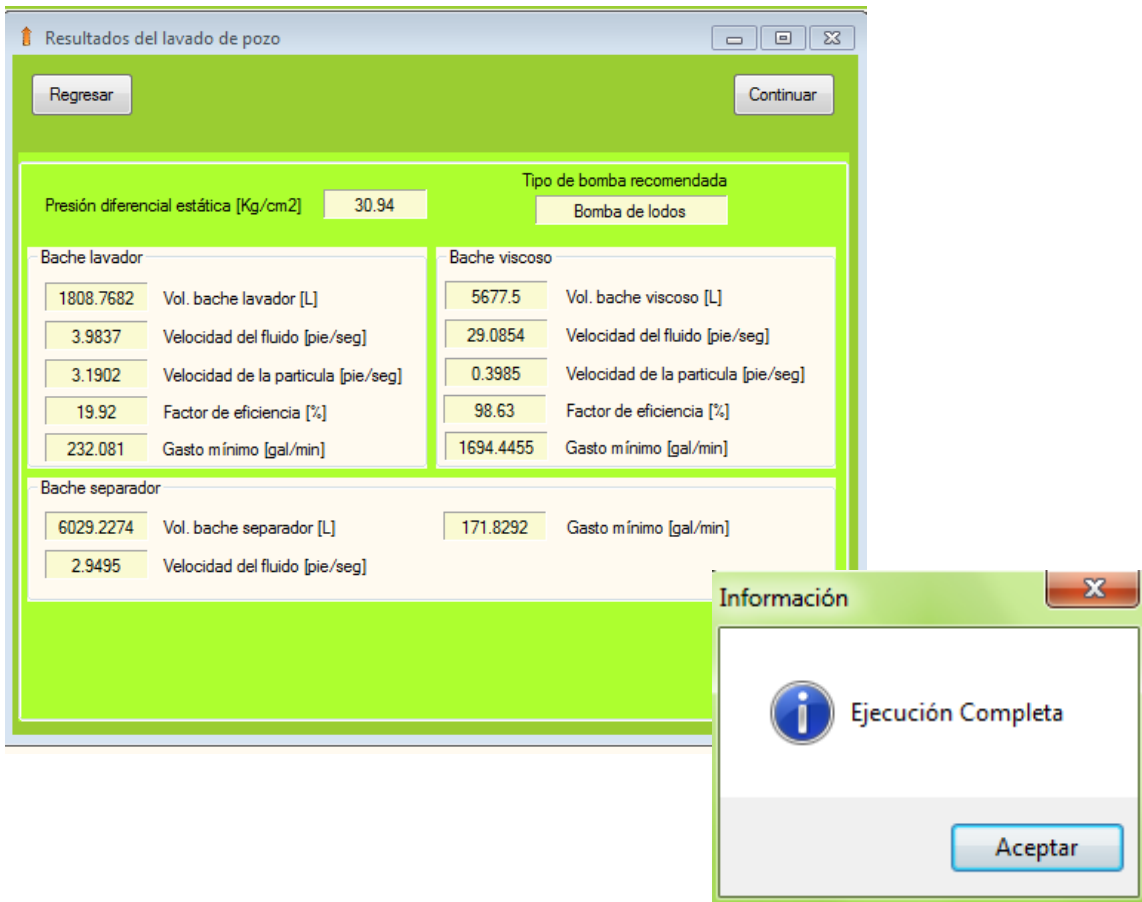 Resultados del lavado de pozo
Regresar
Continuar
Tipo de bomba recomendada
Presión diferencial estática [Kg/cm2] 30.94
Bomba de lodos
Bache lavador
1808.7682 Vol. bache lavador [L]
3.9837 Velocidad del fluido [pie/seg]
3.1902 Velocidad de la particula [pie/seg]
19.92 Factor de eficiencia [%]
232.081 Gasto mínimo [gal/min]
Bache viscoso
5677.5 Vol. bache viscoso [L]
29.0854 Velocidad del fluido [pie/seg]
0.3985 Velocidad de la particula [pie/seg]
98.63 Factor de eficiencia [%]
1694.4455 Gasto mínimo [gal/min]
Bache separador
6029.2274 Vol. bache separador [L]
171.8292 Gasto mínimo [gal/min]
2.9495 Velocidad del fluido [pie/seg]
Información
Ejecución Completa
Aceptar